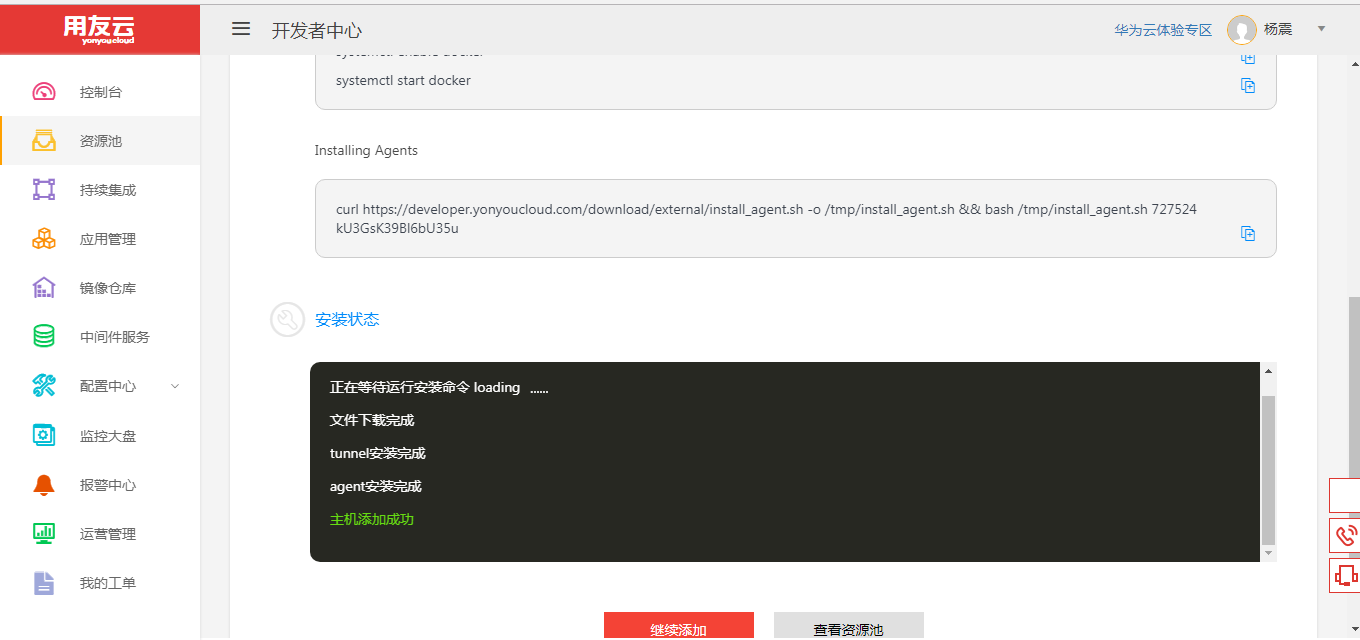 用友云
yonyoucloud
开发者中心
华为云体验专区
杨震
控制台
资源池
持续集成
应用管理
镜像仓库
中间件服务
配置中心
监控大盘
报警中心
运营管理
我的工单
systemctl enable docker
systemctl start docker
Installing Agents
curl https://developer.yonyoucloud.com/download/external/install_agent.sh -o /tmp/install_agent.sh && bash /tmp/install_agent.sh 727524
kU3GsK39BI6bU35u
安装状态
正在等待运行安装命令 loading ......
文件下载完成
tunnel安装完成
agent安装完成
主机添加成功
继续添加
查看资源池